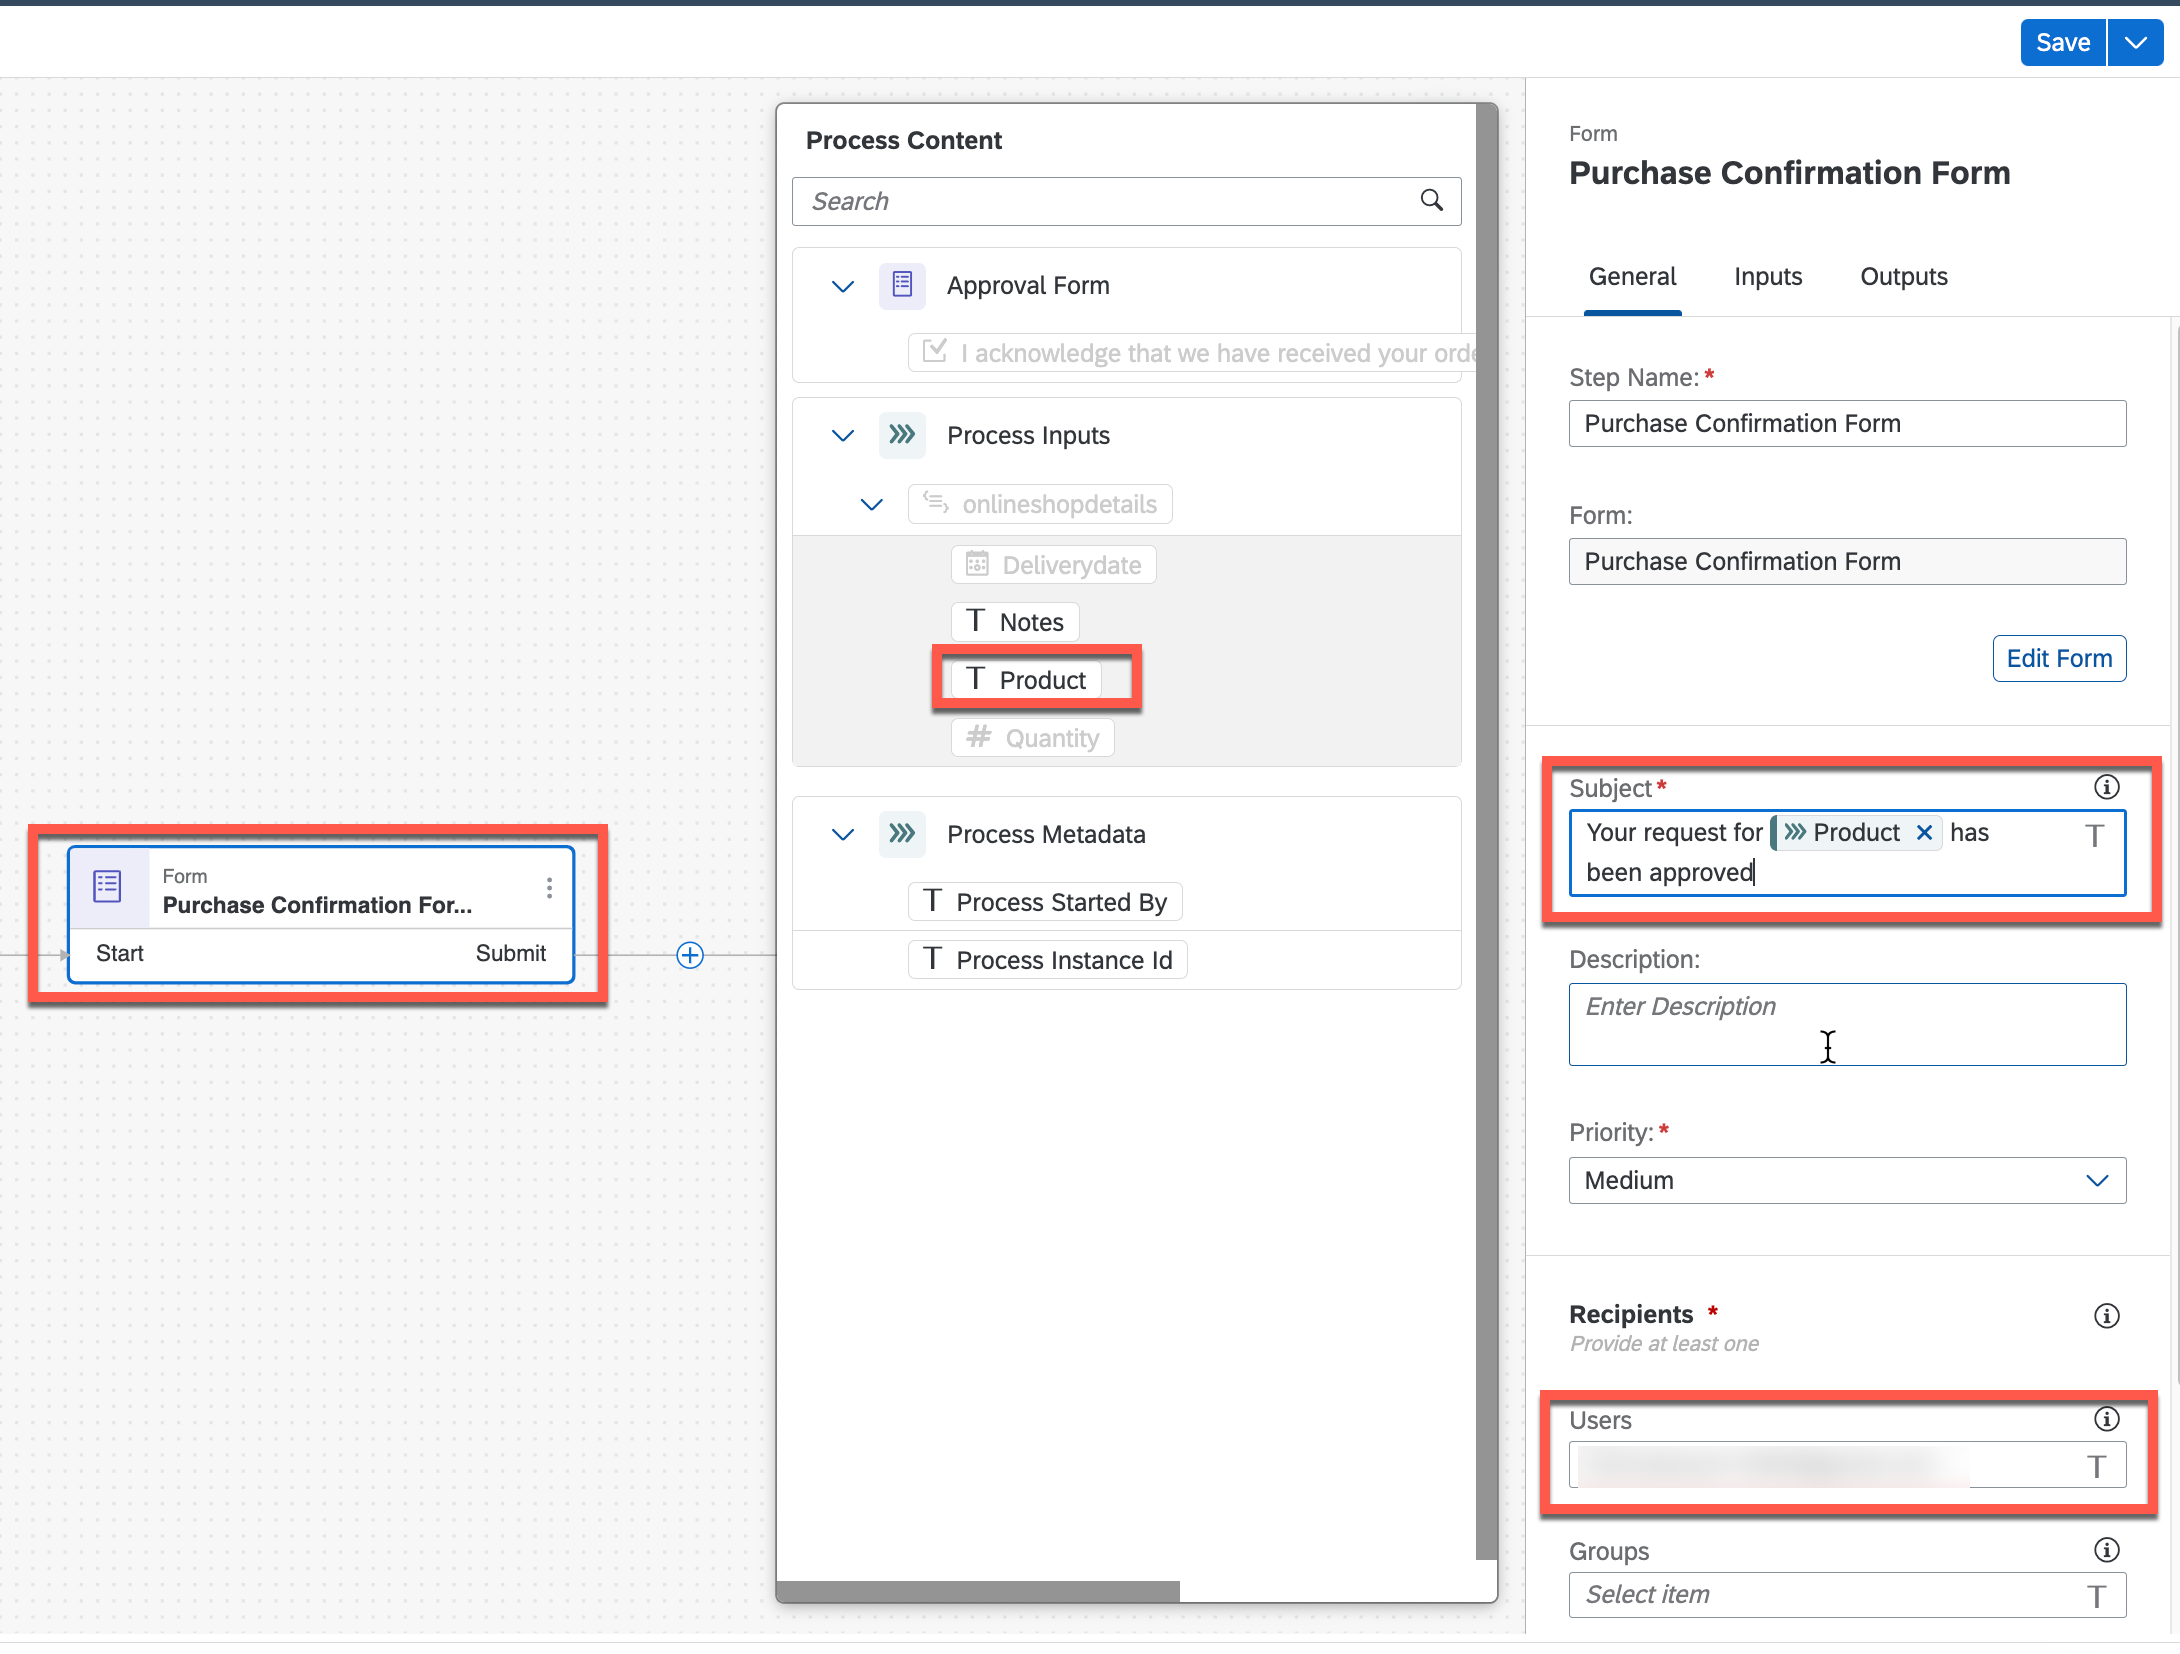 Save
Form
Purchase Confirmation For...
Start
Submit
Process Content
Search
Approval Form
I acknowledge that we have received your orde
Process Inputs
onlineshopdetails
Deliverydate
T Notes
T Product
# Quantity
Process Metadata
T Process Started By
T Process Instance Id
Form
Purchase Confirmation Form
General Inputs Outputs
Step Name: *
Purchase Confirmation Form
Form:
Purchase Confirmation Form
Edit Form
Subject *
Your request for Product × has
been approved
T
Description:
Enter Description
Priority: *
Medium
Recipients *
Provide at least one
Users
T
Groups
Select item
T